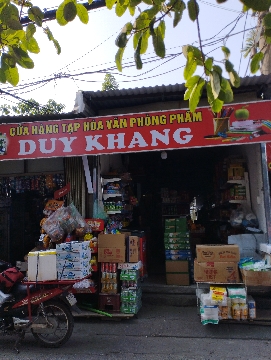 CỬA HÀNG TẠP HÓA VĂN PHÒNG PHẨM
DUY KHANG